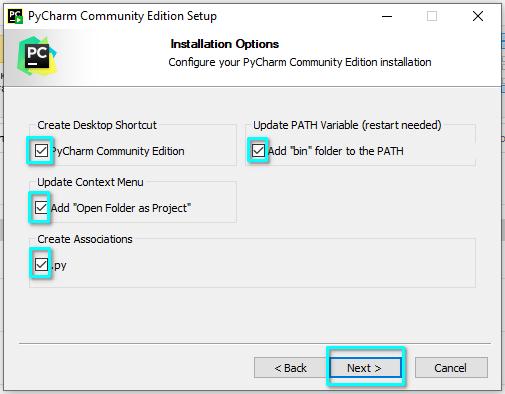 PyCharm Community Edition Setup
PC
Installation Options
Configure your PyCharm Community Edition installation
Create Desktop Shortcut
PyCharm Community Edition
Update PATH Variable (restart needed)
Add "bin" folder to the PATH
Update Context Menu
Add "Open Folder as Project"
Create Associations
.py
< Back
Next >
Cancel